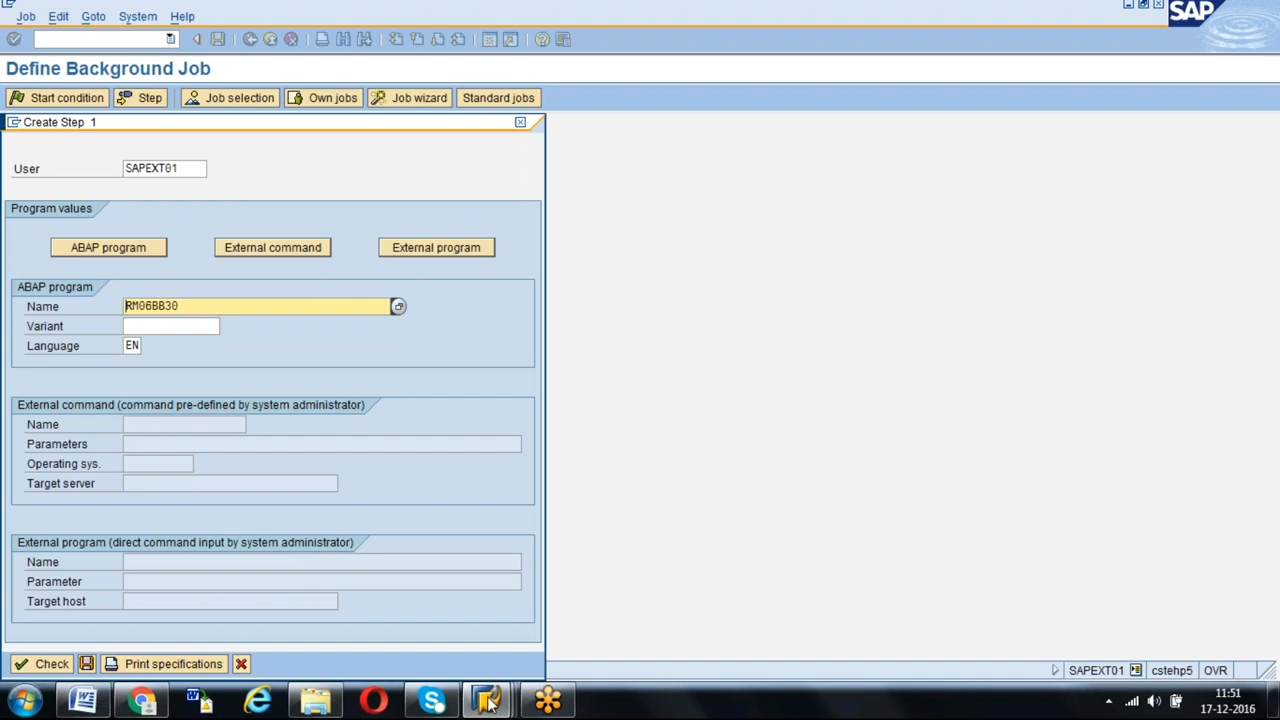 Job Edit Goto System Help
SAP
Define Background Job
Start condition Step Job selection Own jobs Job wizard Standard jobs
Create Step 1
User SAPEXT01
Program values
ABAP program External command External program
ABAP program
Name RM06BB30
Variant
Language EN
External command (command pre-defined by system administrator)
Name
Parameters
Operating sys.
Target server
External program (direct command input by system administrator)
Name
Parameter
Target host
Check Print specifications
SAPEXT01 cstehp5 OVR
11:51
17-12-2016